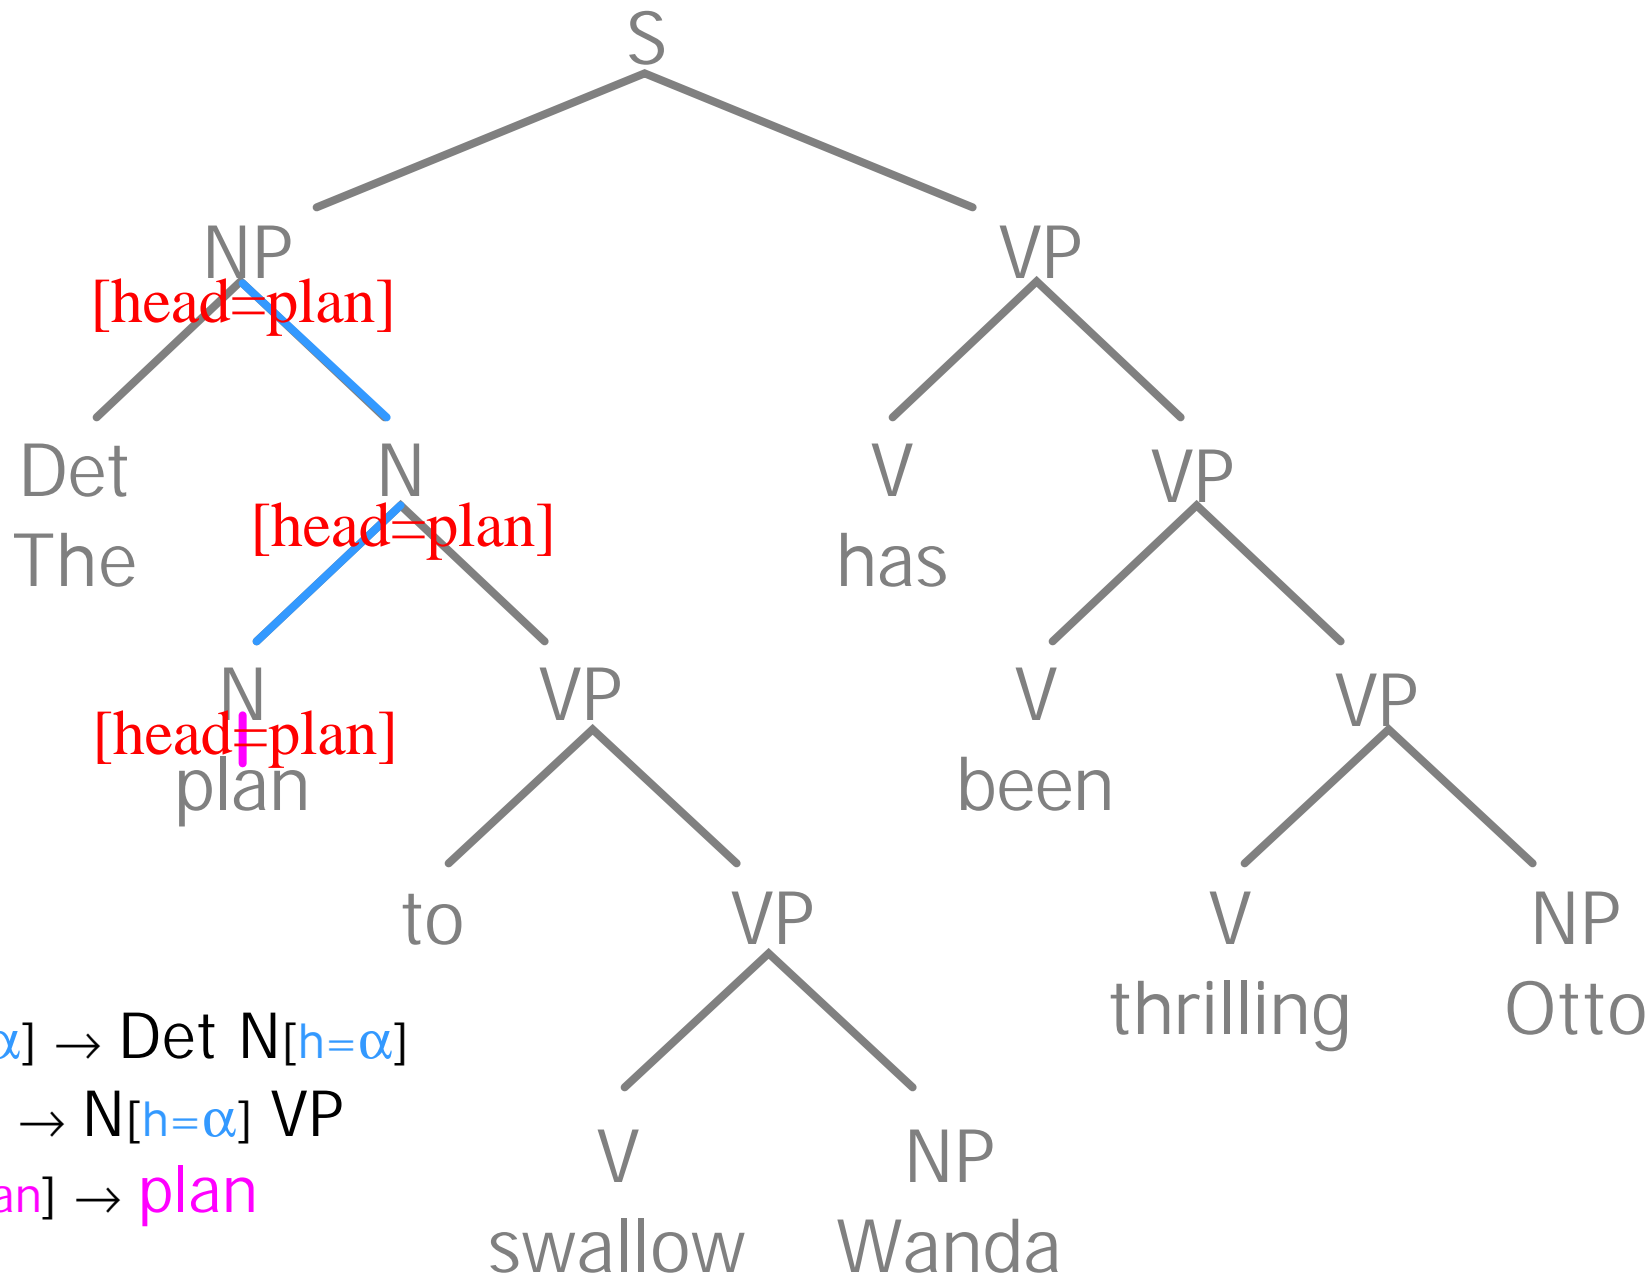 S
NP VP
[head=plan]
Det N V VP
[head=plan]
The has
N VP V VP
[head=plan]
plan been
to VP V NP
thrilling Otto
α] → Det N[h=α]
→ N[h=α] VP
V NP
an] → plan
swallow Wanda